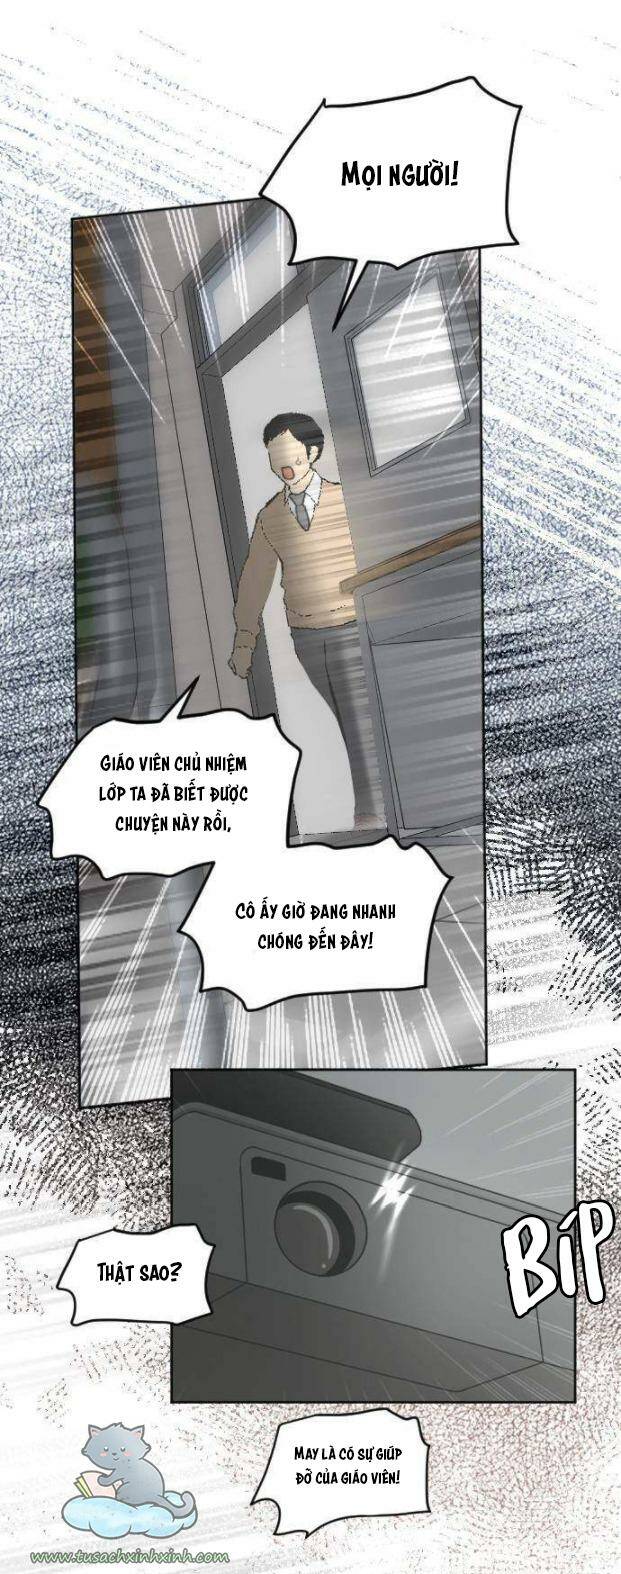 MỌI NGƯỜI!
GIÁO VIÊN CHỦ NHIỆM
LỚP TA ĐÃ BIẾT ĐƯỢC
CHUYỆN NÀY RỒI,
CÔ ẤY GIỜ ĐANG NHANH
CHÓNG ĐẾN ĐÂY!
BÍP
THẬT SAO?
MAY LÀ CÓ SỰ GIÚP
ĐỠ CỦA GIÁO VIÊN!
www.tusachxinhxinh.com